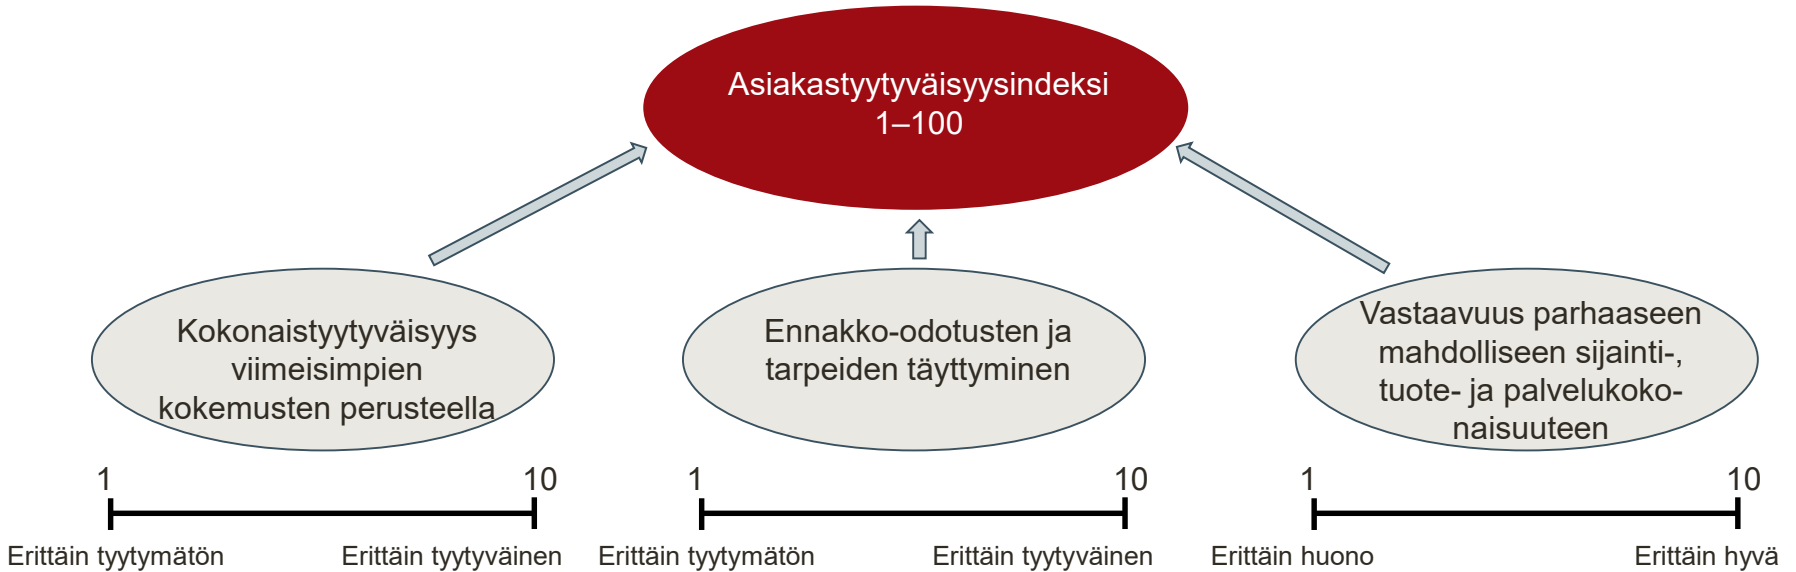 Asiakastyytyväisyysindeksi
1–100
Kokonaistyytyväisyys
viimeisimpien
kokemusten perusteella
Ennakko-odotusten ja
tarpeiden täyttyminen
Vastaavuus parhaaseen
mahdolliseen sijainti-,
tuote- ja palvelukoko-
naisuuteen
1 10
Erittäin tyytymätön Erittäin tyytyväinen
1 10
Erittäin tyytymätön Erittäin tyytyväinen
1 10
Erittäin huono Erittäin hyvä